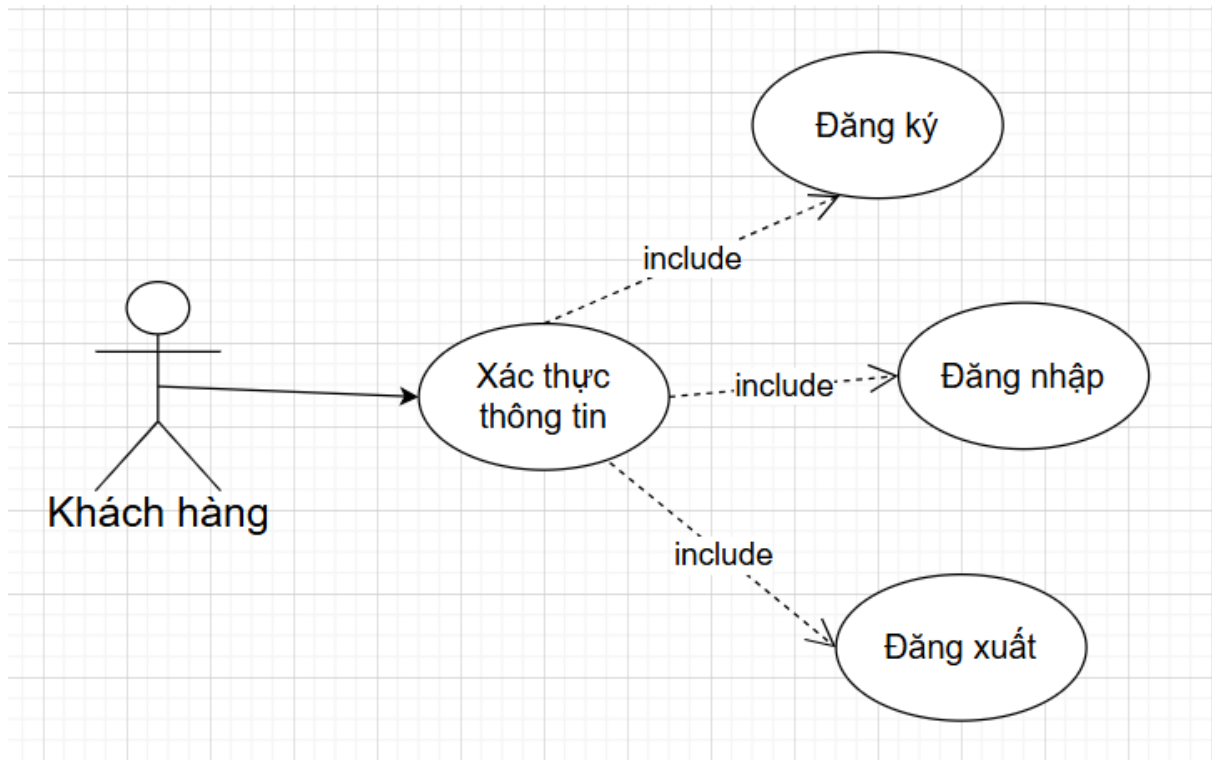 Đăng ký
include
Xác thực
thông tin
include
Đăng nhập
Khách hàng
include
Đăng xuất